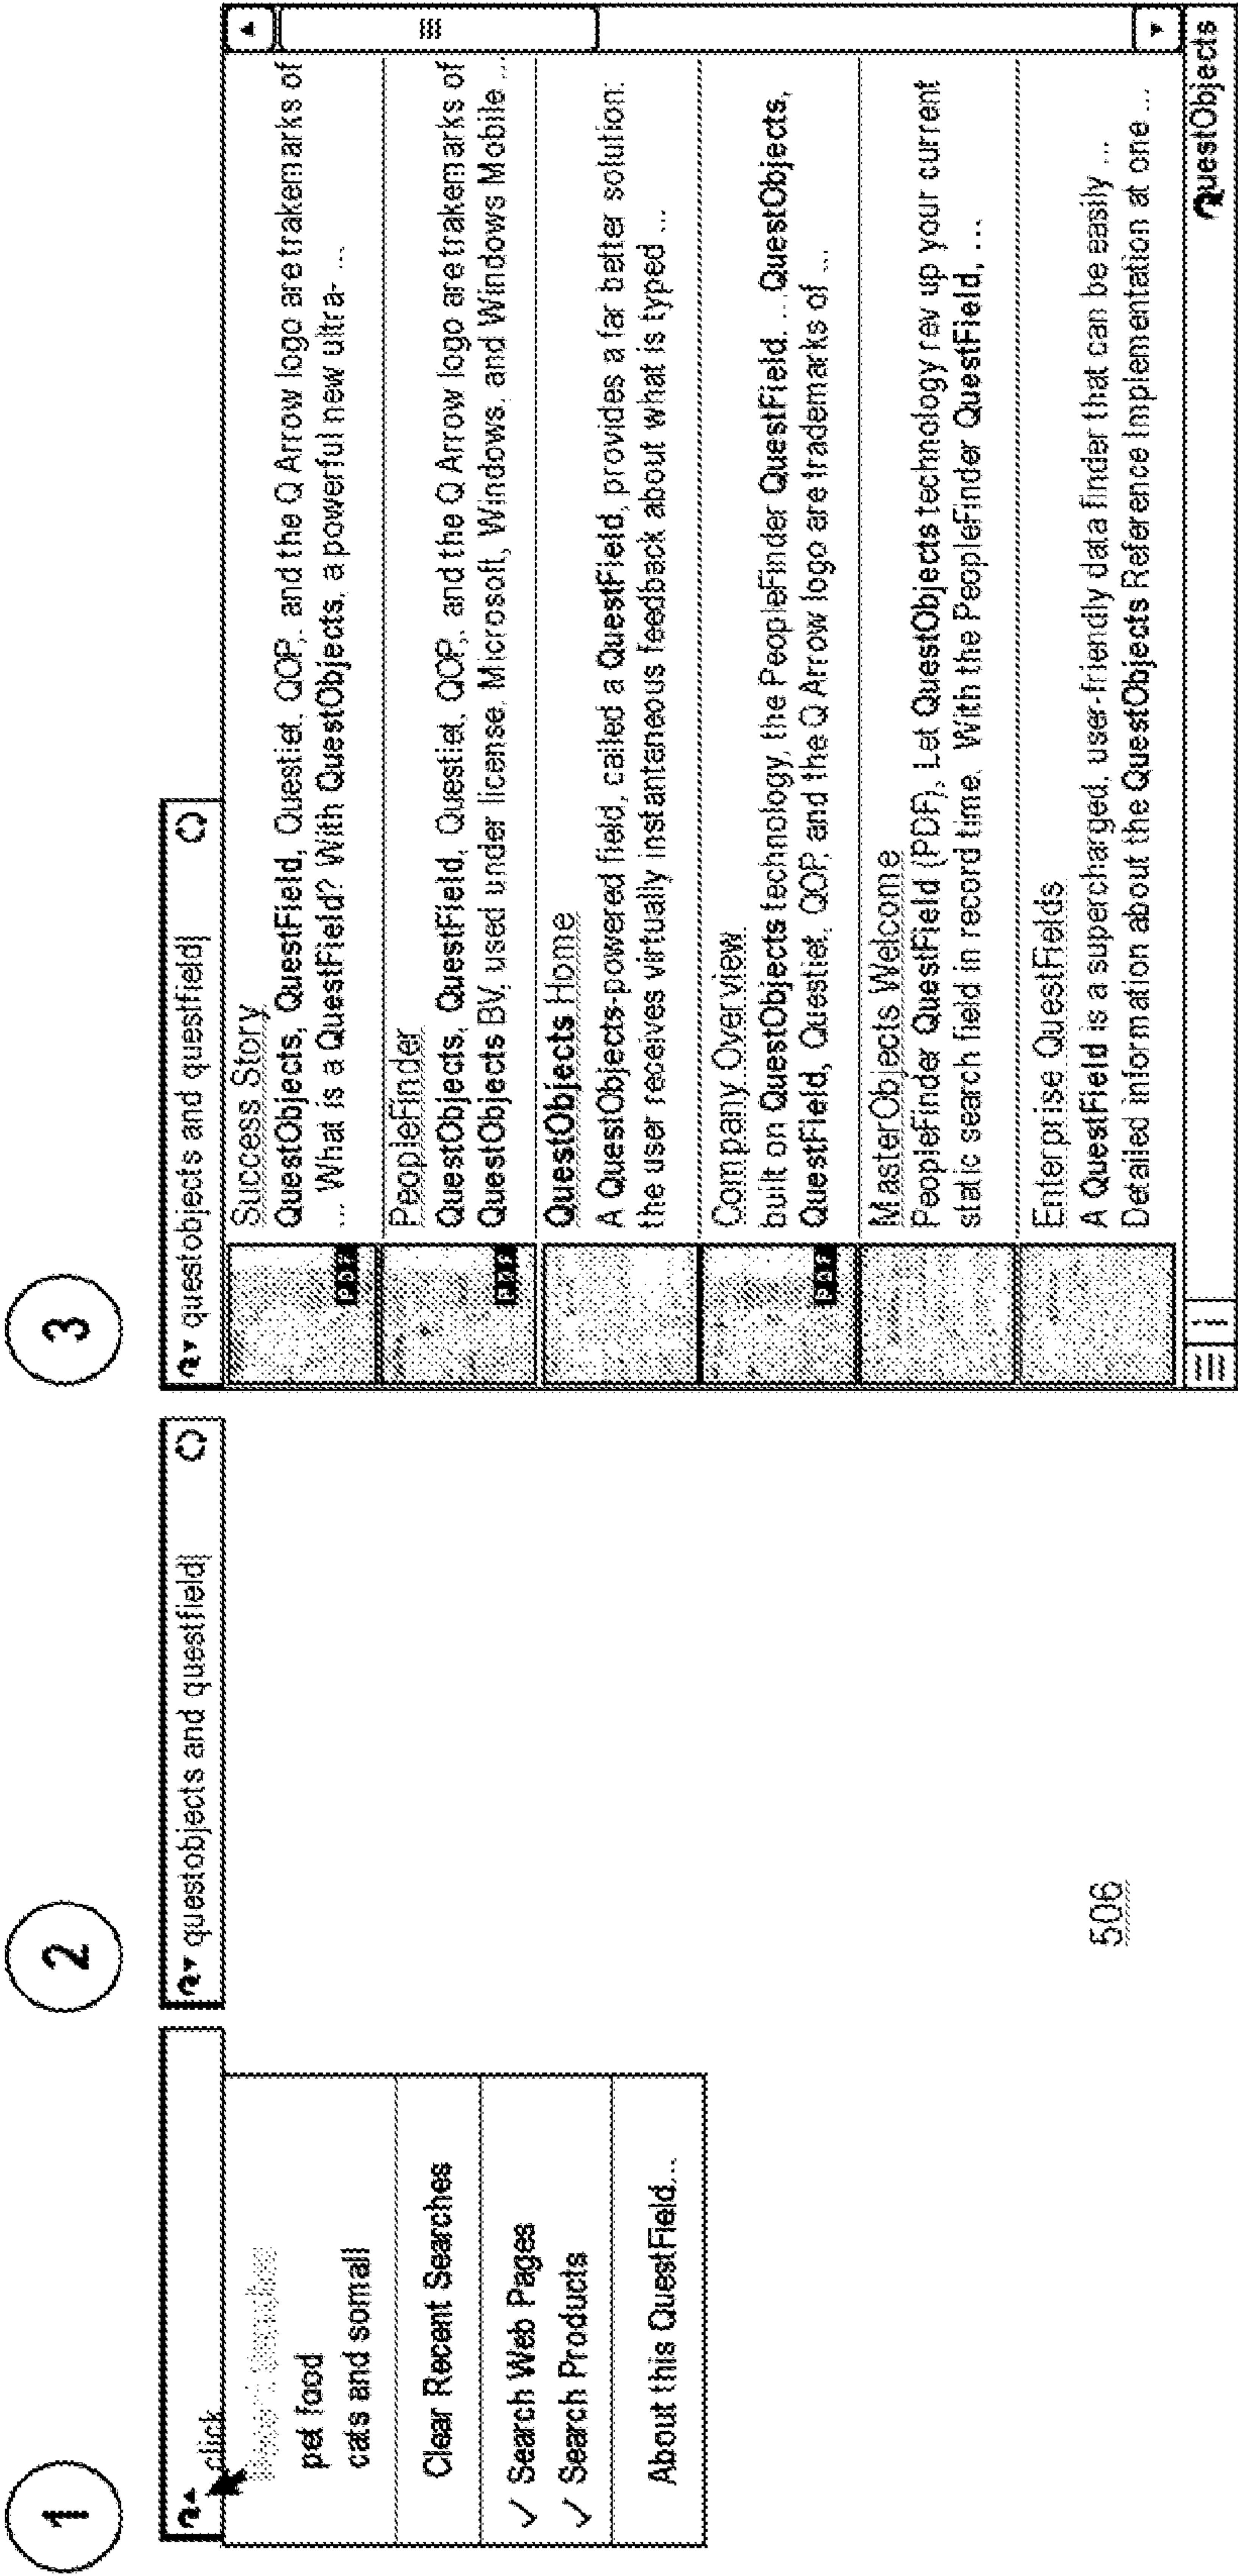 1
click
pet food
cats and somali
Clear Recent Searches
✓ Search Web Pages
✓ Search Products
About this QuestField...
2
questobjects and questfield
506
3
questobjects and questfield
Success Story
QuestObjects, QuestField, Questlet, QOP, and the Q Arrow logo are trakemarks of
... What is a QuestField? With QuestObjects, a powerful new ultra- ...
PDF
PeopleFinder
QuestObjects, QuestField, Questlet, QOP, and the Q Arrow logo are trakemarks of
QuestObjects BV, used under license. Microsoft, Windows, and Windows Mobile ...
PDF
QuestObjects Home
A QuestObjects-powered field, called a QuestField, provides a far better solution:
the user receives virtually instantaneous feedback about what is typed ...
Company Overview
built on QuestObjects technology, the PeopleFinder QuestField. ... QuestObjects,
QuestField, Questlet, QOP, and the Q Arrow logo are trademarks of ...
PDF
MasterObjects Welcome
PeopleFinder QuestField (PDF). Let QuestObjects technology rev up your current
static search field in record time. With the PeopleFinder QuestField, ...
Enterprise QuestFields
A QuestField is a supercharged, user-friendly data finder that can be easily ...
Detailed information about the QuestObjects Reference Implementation at one ...
QuestObjects